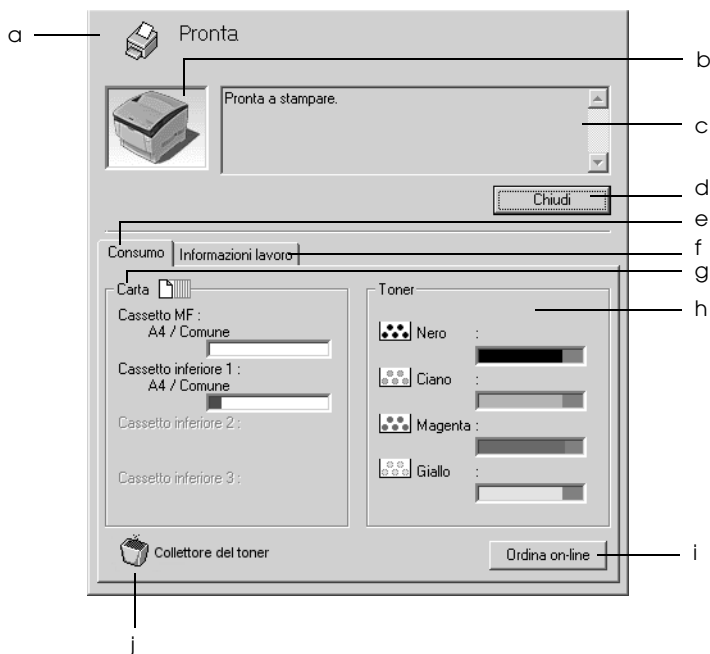 a
Pronta
b
Pronta a stampare.
c
d
Chiudi
e
Consumo
Informazioni lavoro
f
g
Carta
Toner
h
Cassetto MF :
A4 / Comune
Nero :
Cassetto inferiore 1 :
A4 / Comune
Ciano :
Cassetto inferiore 2 :
Magenta :
Cassetto inferiore 3 :
Giallo :
Collettore del toner
Ordina on-line
i
j